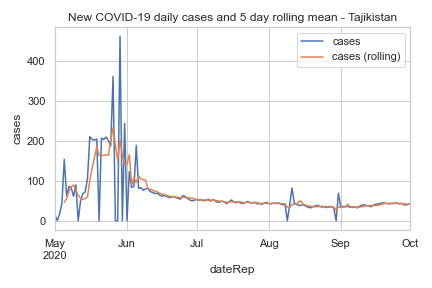 New COVID-19 daily cases and 5 day rolling mean - Tajikistan
cases
cases (rolling)
400
300
200
100
0
cases
May
2020
Jun
Jul
Aug
Sep
Oct
dateRep